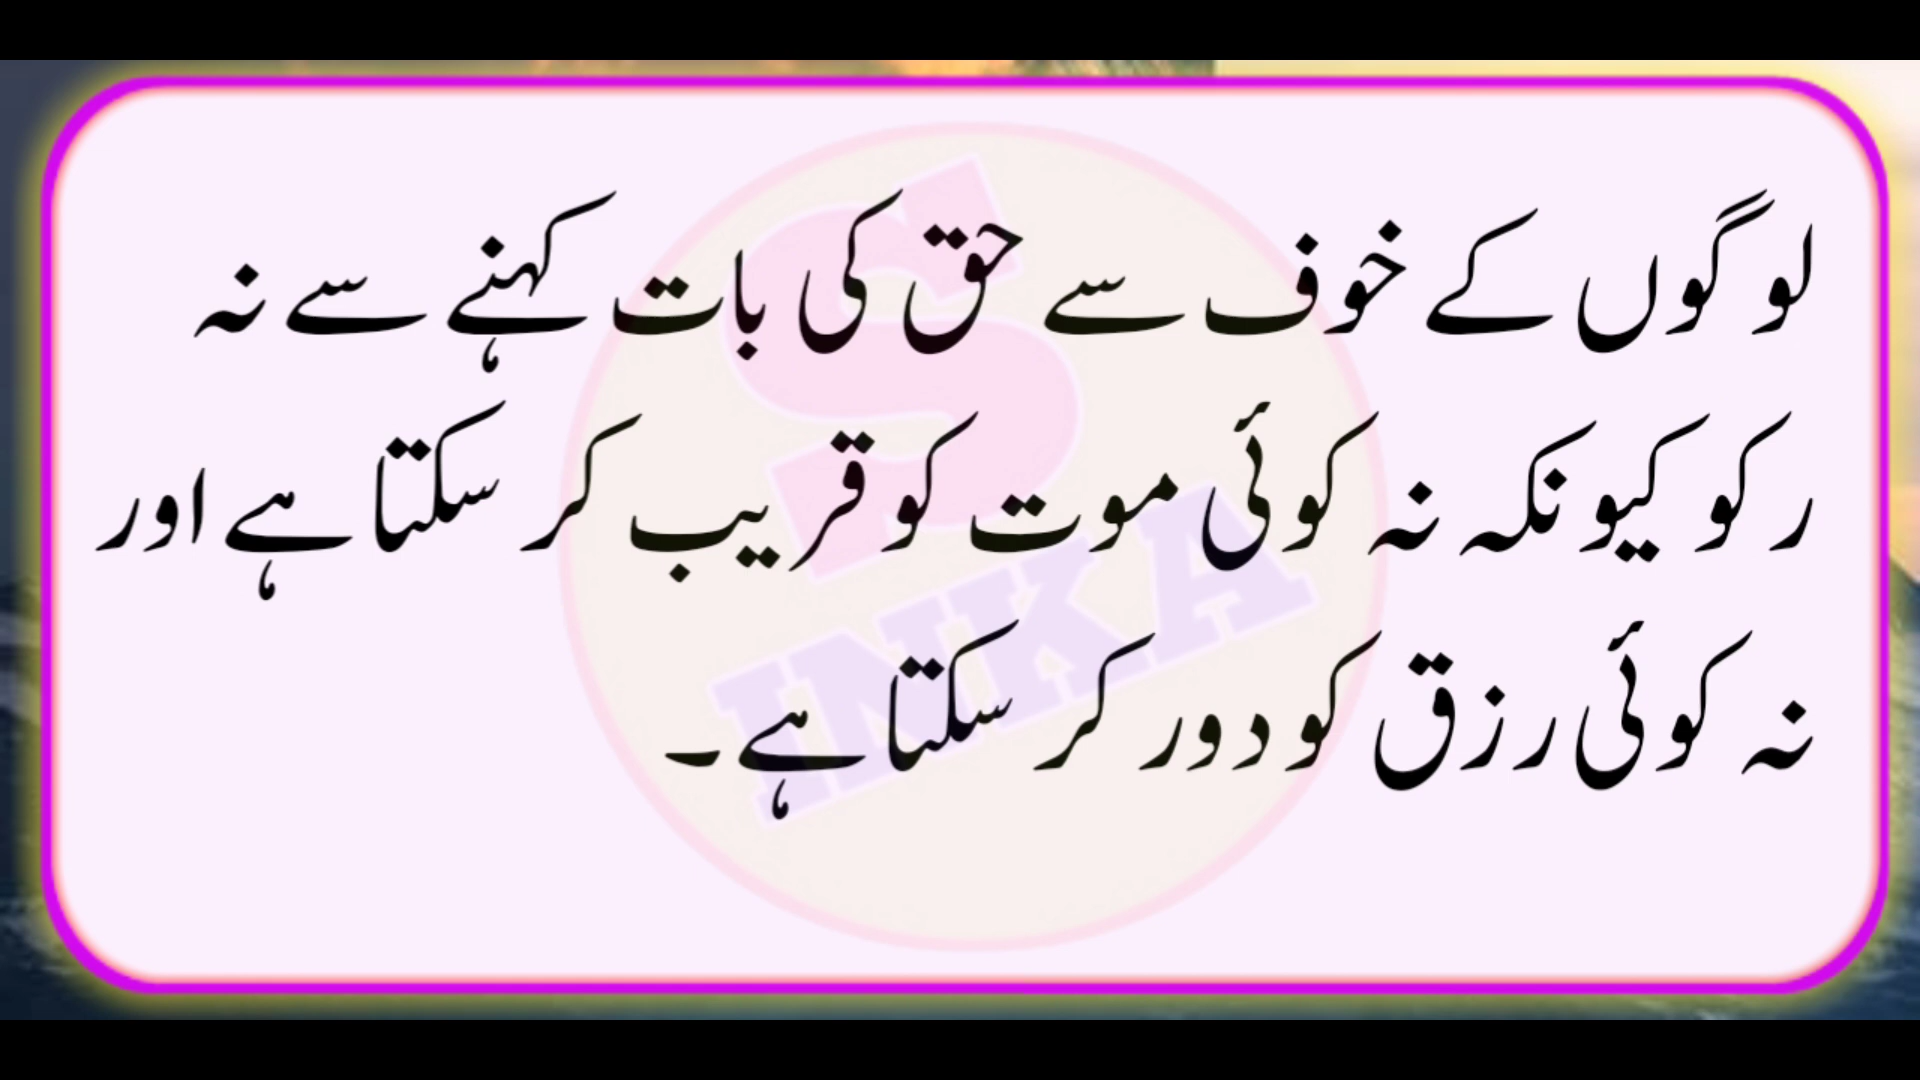 لوگوں کے خوف سے حق کی بات کہنے سے نہ
رکو کیونکہ نہ کوئی موت کو قریب کر سکتا ہے اور
نہ کوئی رزق کو دور کر سکتا ہے۔
S
INKA